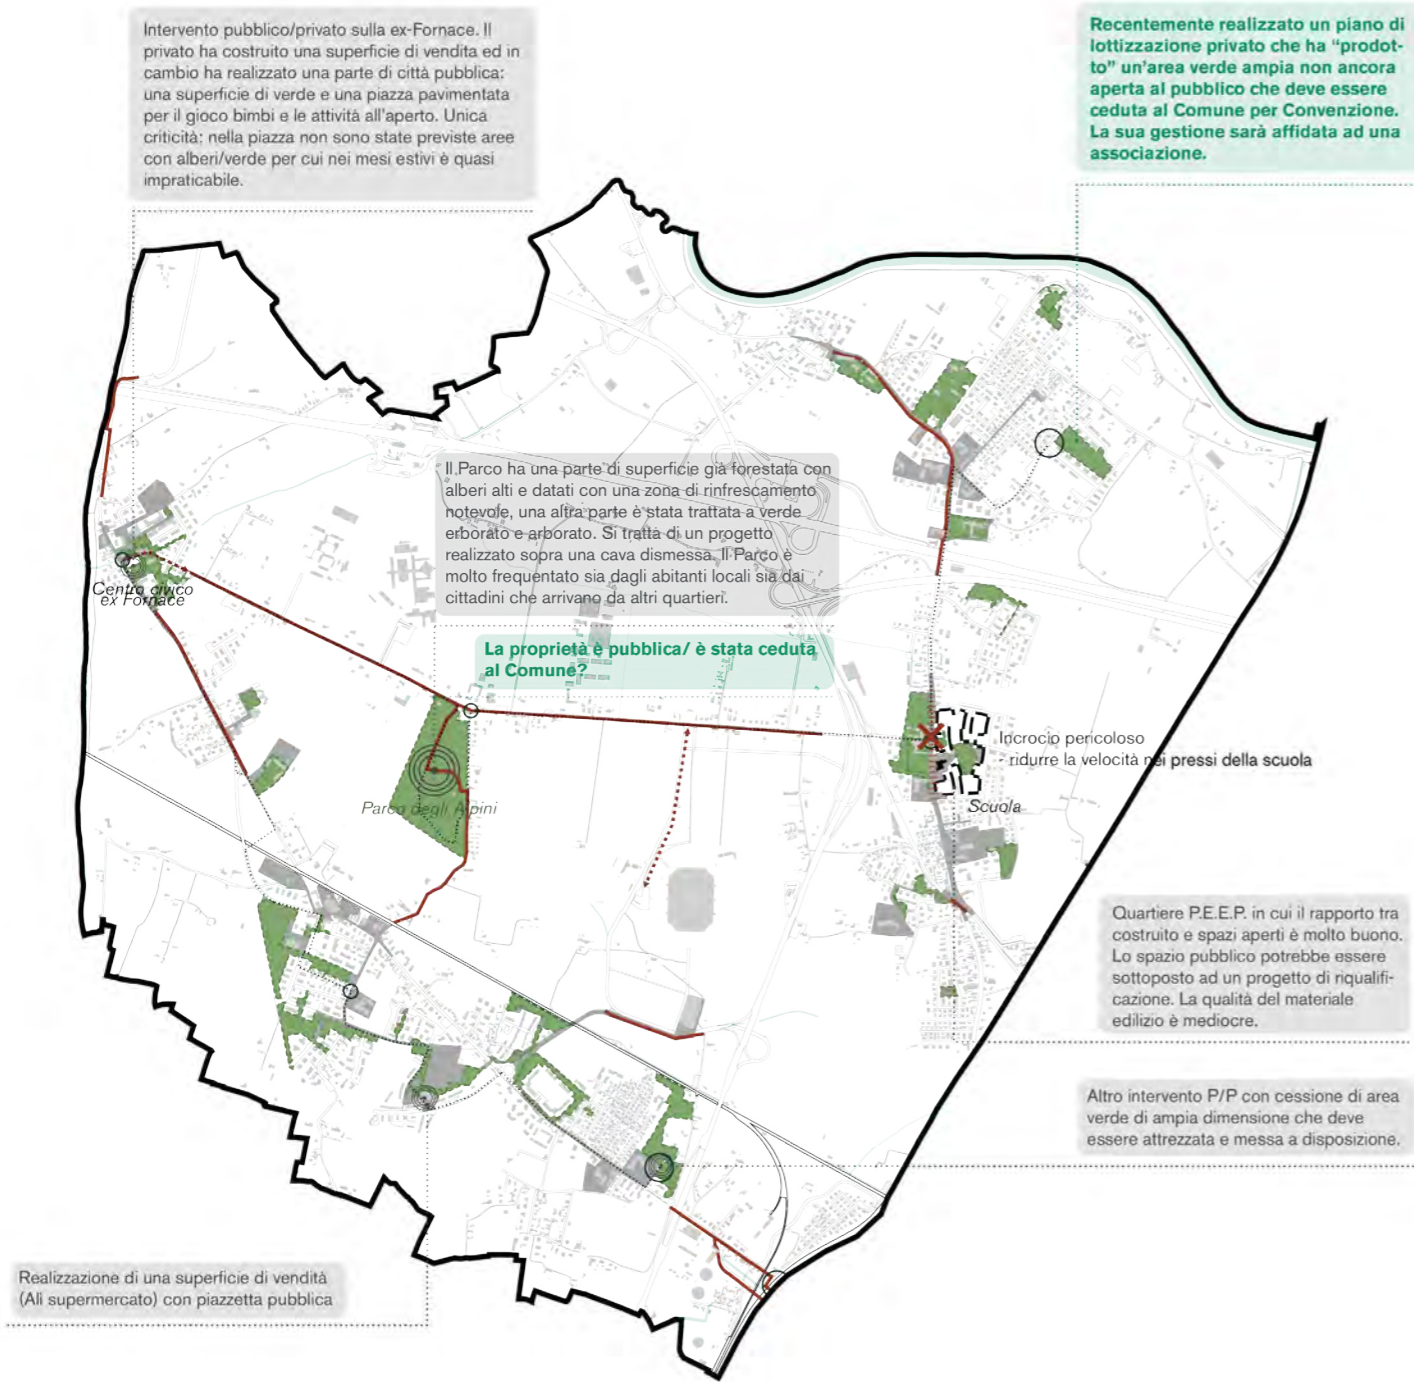 Intervento pubblico/privato sulla ex-Fornace. Il
privato ha costruito una superficie di vendita ed in
cambio ha realizzato una parte di città pubblica:
una superficie di verde e una piazza pavimentata
per il gioco bimbi e le attività all'aperto. Unica
criticità: nella piazza non sono state previste aree
con alberi/verde per cui nei mesi estivi è quasi
impraticabile.
Recentemente realizzato un piano di
lottizzazione privato che ha “prodot-
to” un'area verde ampia non ancora
aperta al pubblico che deve essere
ceduta al Comune per Convenzione.
La sua gestione sarà affidata ad una
associazione.
Il Parco ha una parte di superficie già forestata con
alberi alti e datati con una zona di rinfrescamento
notevole, una altra parte è stata trattata a verde
erborato e arborato. Si tratta di un progetto
realizzato sopra una cava dismessa. Il Parco è
molto frequentato sia dagli abitanti locali sia dai
cittadini che arrivano da altri quartieri.
Centro civico
ex Fornace
La proprietà è pubblica/ è stata ceduta
al Comune?
Incrocio pericoloso
- ridurre la velocità nei pressi della scuola
Parco degli Alpini
Scuola
Quartiere P.E.E.P. in cui il rapporto tra
costruito e spazi aperti è molto buono.
Lo spazio pubblico potrebbe essere
sottoposto ad un progetto di riqualifi-
cazione. La qualità del materiale
edilizio è mediocre.
Altro intervento P/P con cessione di area
verde di ampia dimensione che deve
essere attrezzata e messa a disposizione.
Realizzazione di una superficie di vendità
(Alì supermercato) con piazzetta pubblica